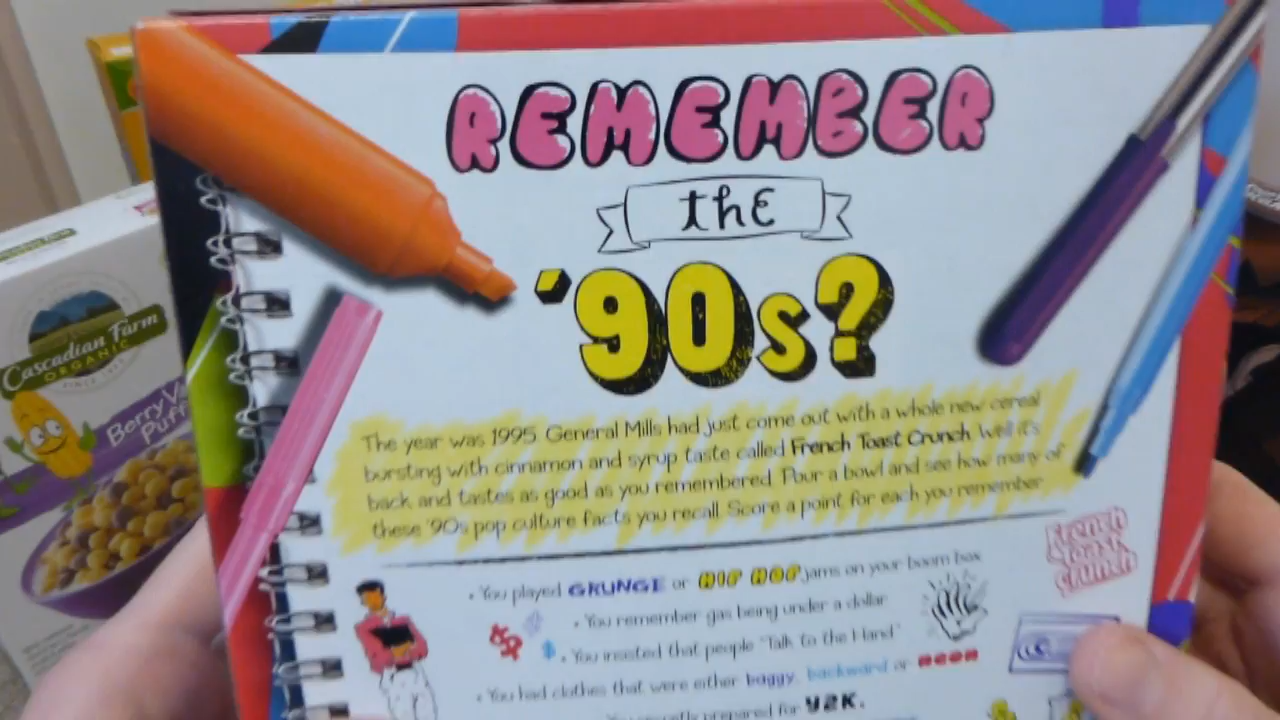 REMEMBER
the
'90s?
The year was 1995. General Mills had just come out with a whole new cereal
bursting with cinnamon and syrup taste called French Toast Crunch. Well it's
back and tastes as good as you remembered. Pour a bowl and see how many of
these '90s pop culture facts you recall. Score a point for each you remember.
French
Toast
Crunch
• You played GRUNGE or HIP HOP jams on your boom box
• You remember gas being under a dollar
• You insisted that people "Talk to the Hand"
• You had clothes that were either baggy, backward or NEON
prepared for Y2K.
Cascadian Farm
ORGANIC
SINCE 1972
Berry
Puff